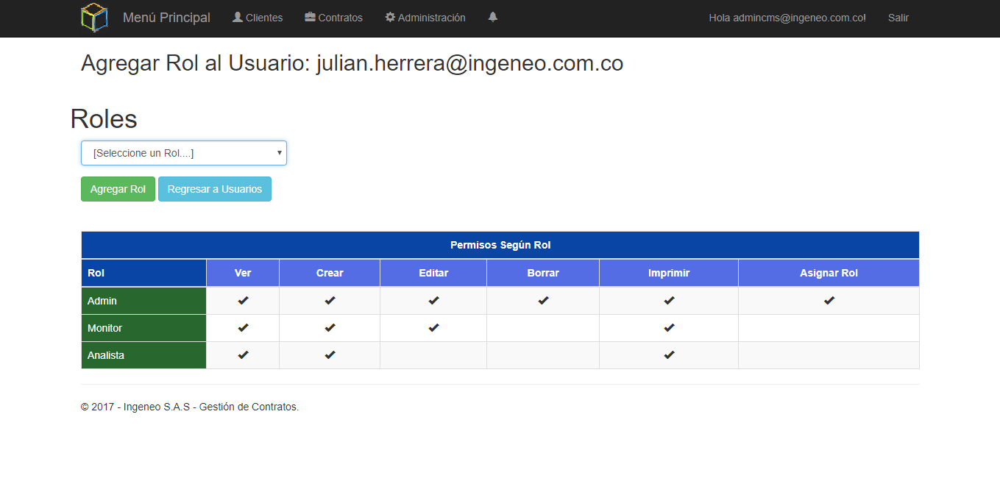 Menú Principal Clientes Contratos Administración Hola admincms@ingeneo.com.co! Salir
Agregar Rol al Usuario: julian.herrera@ingeneo.com.co
Roles
[Seleccione un Rol....]
Agregar Rol Regresar a Usuarios
Permisos Según Rol
Rol Ver Crear Editar Borrar Imprimir Asignar Rol
Admin ✔ ✔ ✔ ✔ ✔ ✔
Monitor ✔ ✔ ✔ ✔
Analista ✔ ✔ ✔
© 2017 - Ingeneo S.A.S - Gestión de Contratos.